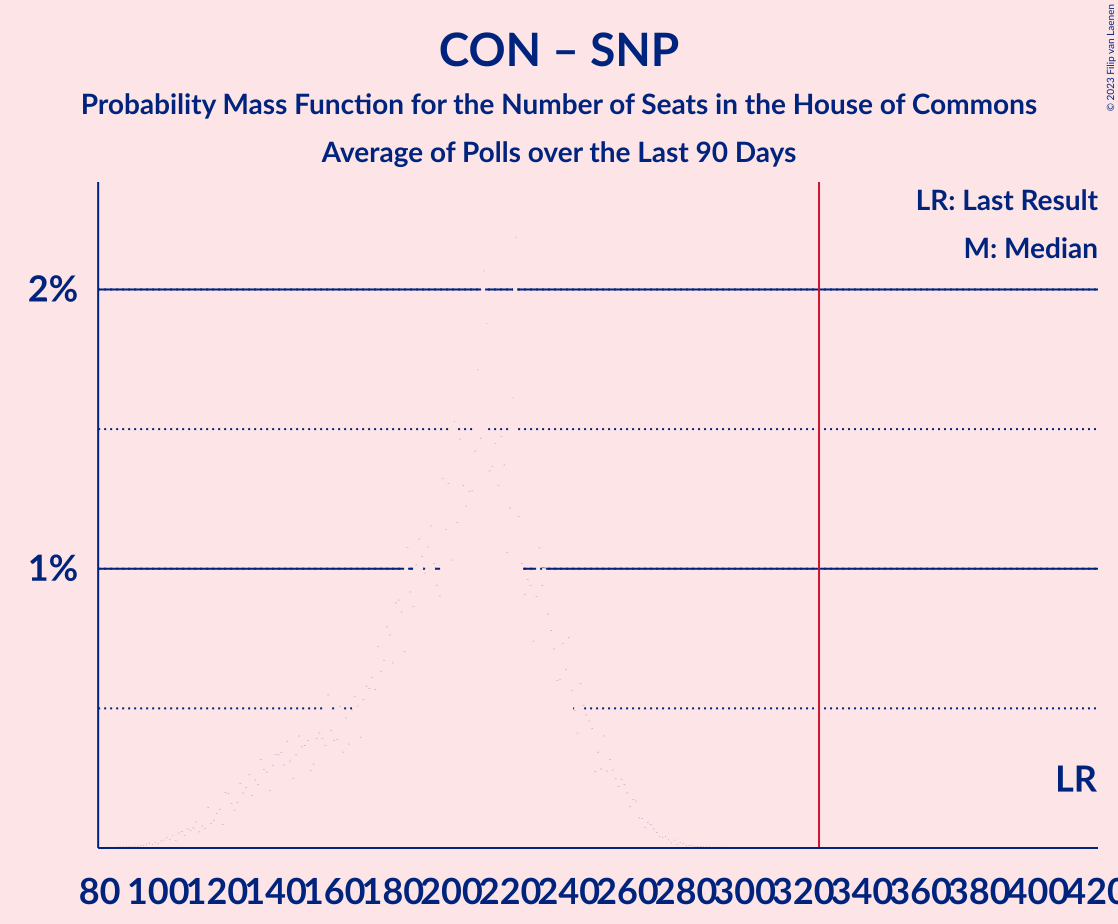 CON – SNP
Probability Mass Function for the Number of Seats in the House of Commons
Average of Polls over the Last 90 Days
© 2023 Filip van Laenen
LR: Last Result
M: Median
2%
1%
LR
80 100 120 140 160 180 200 220 240 260 280 300 320 340 360 380 400 420